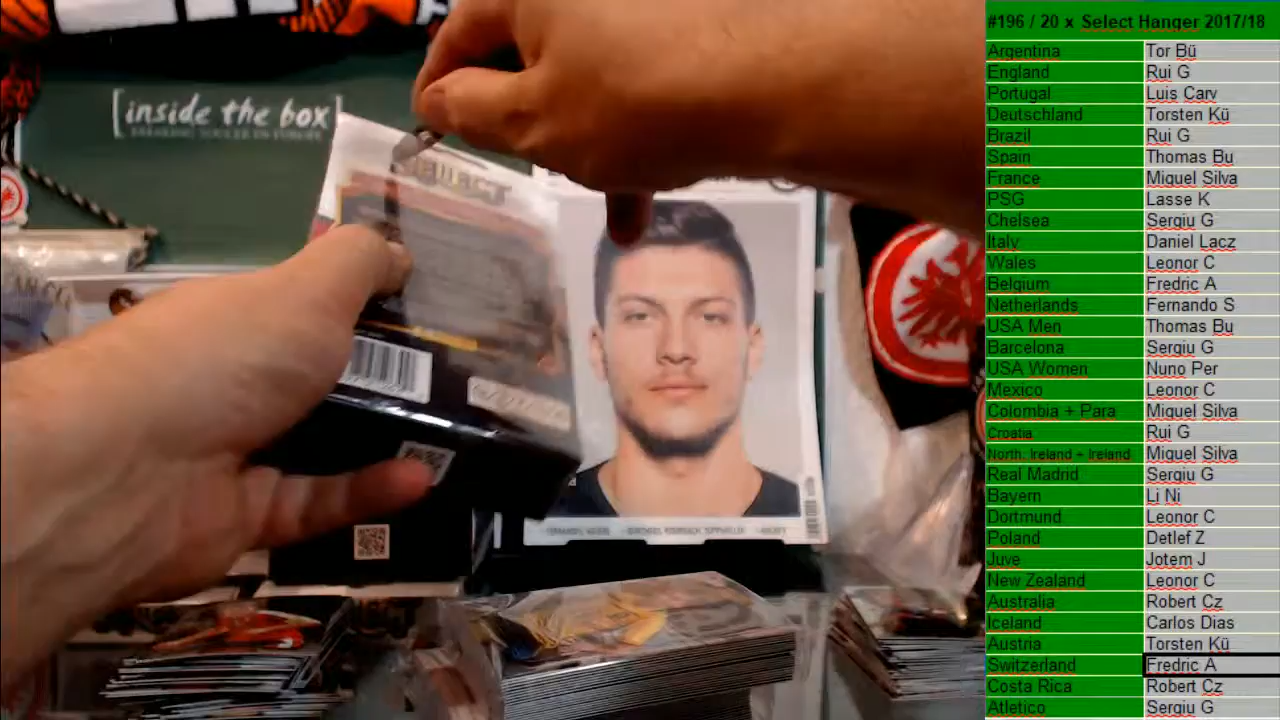 [inside the box]
BREAKING SOCCER IN EUROPE
SELECT
#196 / 20 x Select Hanger 2017/18
Argentina Tor Bü
England Rui G
Portugal Luis Carv
Deutschland Torsten Kü
Brazil Rui G
Spain Thomas Bu
France Miguel Silva
PSG Lasse K
Chelsea Sergiu G
Italy Daniel Lacz
Wales Leonor C
Belgium Fredric A
Netherlands Fernando S
USA Men Thomas Bu
Barcelona Sergiu G
USA Women Nuno Per
Mexico Leonor C
Colombia + Para Miguel Silva
Croatia Rui G
North. Ireland + Ireland Miguel Silva
Real Madrid Sergiu G
Bayern Li Ni
Dortmund Leonor C
Poland Detlef Z
Juve Jotem J
New Zealand Leonor C
Australia Robert Cz
Iceland Carlos Dias
Austria Torsten Kü
Switzerland Fredric A
Costa Rica Robert Cz
Atletico Sergiu G